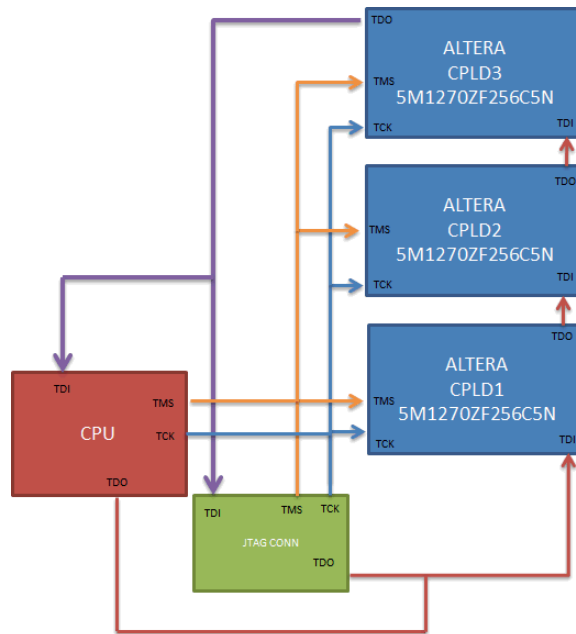 TDO
ALTERA
CPLD3
5M1270ZF256C5N
TMS
TCK
TDI
TDO
ALTERA
CPLD2
5M1270ZF256C5N
TMS
TDI
TCK
TDO
ALTERA
CPLD1
5M1270ZF256C5N
TMS
TCK
TDI
TDI
TMS
CPU
TCK
TDO
TDI
TMS
TCK
JTAG CONN
TDO